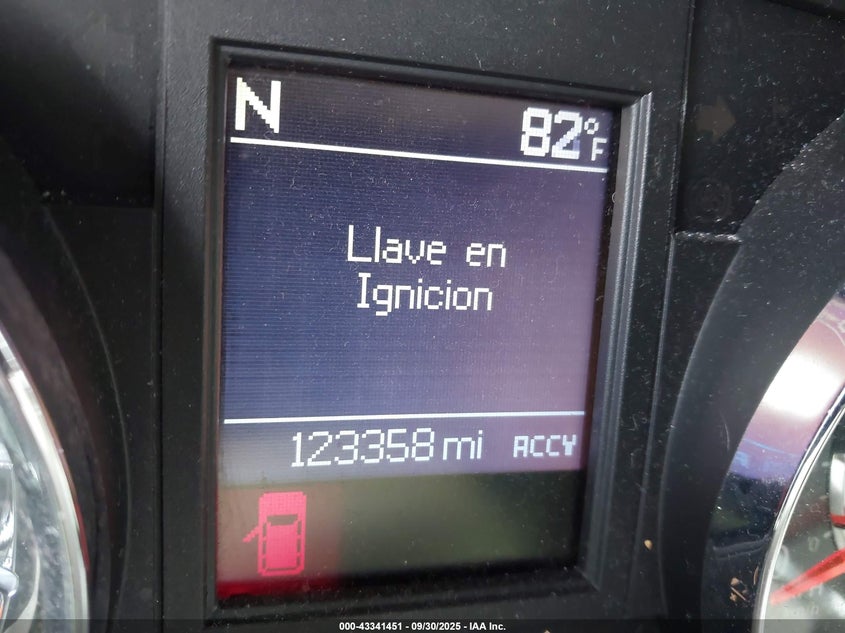 N 82°F
Llave en
Ignicion
123358 mi ACCY
000-43341451 - 09/30/2025 - IAA Inc.